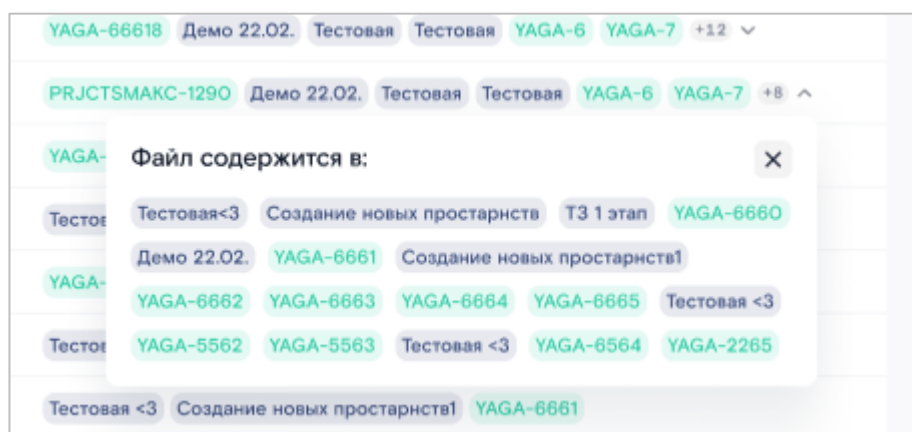 YAGA-66618 Демо 22.02. Тестовая Тестовая YAGA-6 YAGA-7 +12
PRJCTSMAKC-1290 Демо 22.02. Тестовая Тестовая YAGA-6 YAGA-7 +8
YAGA-
Файл содержится в:
Тестовая<3 Создание новых простарнств ТЗ 1 этап YAGA-6660
Демо 22.02. YAGA-6661 Создание новых простарнств1
YAGA-
YAGA-6662 YAGA-6663 YAGA-6664 YAGA-6665 Тестовая <3
YAGA-5562 YAGA-5563 Тестовая <3 YAGA-6564 YAGA-2265
Тестовая <3 Создание новых простарнств1 YAGA-6661